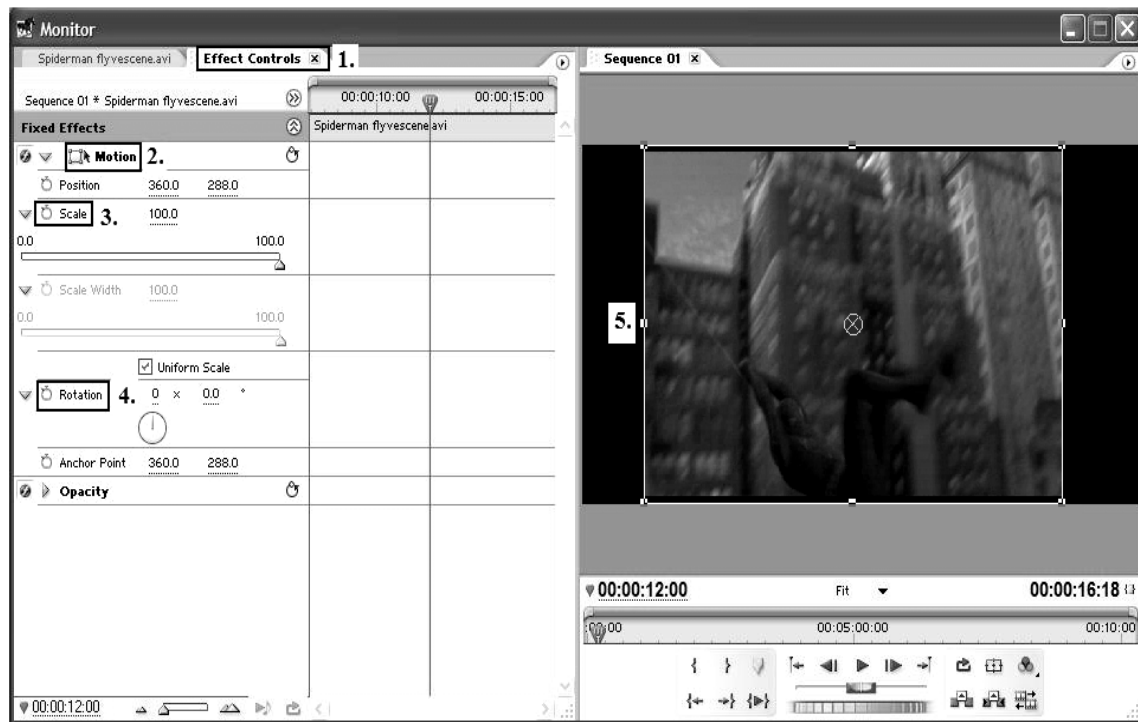 Monitor
Spiderman flyvescene.avi
Effect Controls
1.
Sequence 01 * Spiderman flyvescene.avi
00:00:10:00
00:00:15:00
Fixed Effects
Spiderman flyvescene.avi
Motion
2.
Position
360.0
288.0
Scale
3.
100.0
0.0
100.0
Scale Width
100.0
0.0
100.0
Uniform Scale
Rotation
4.
0 x 0.0 °
Anchor Point
360.0
288.0
Opacity
00:00:12:00
Sequence 01
5.
00:00:12:00
Fit
00:00:16:18
:00:00
00:05:00:00
00:10:00